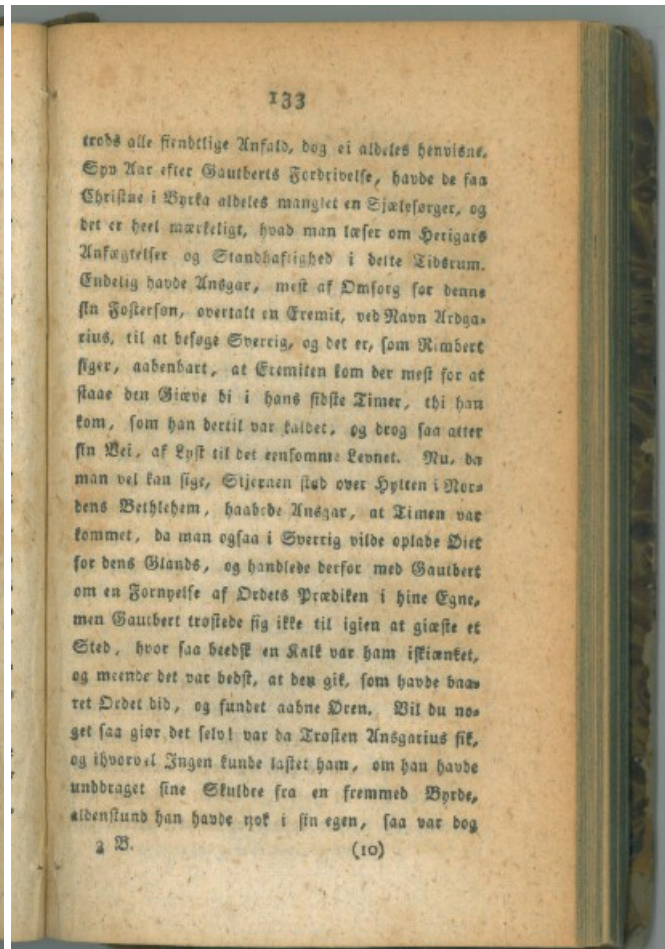 133
trods alle fiendtlige Anfald, dog ei aldeles henvisne.
Syv Aar efter Gautberts Fordrivelse, havde de faa
Christne i Byrka aldeles manglet en Sjælesørger, og
det er heel mærkeligt, hvad man læser om Herigars
Anfægtelser og Standhaftighed i dette Tidsrum.
Endelig havde Ansgar, mest af Omsorg for denne
sin Fostersøn, overtalt en Eremit, ved Navn Ardga-
rius, til at besøge Sverrig, og det er, som Rimbert
siger, aabenbart, at Eremiten kom der mest for at
staae den Giæve bi i hans sidste Timer, thi han
kom, som han dertil var kaldet, og drog saa atter
sin Vei, af Lyst til det eensomme Levnet. Nu, da
man vel kan sige, Stjernen stod over Hytten i Nor-
dens Bethlehem, haabede Ansgar, at Timen var
kommet, da man ogsaa i Sverrig vilde oplade Øiet
for dens Glands, og handlede derfor med Gautbert
om en Fornyelse af Ordets Prædiken i hine Egne,
men Gautbert trøstede sig ikke til igien at giæste et
Sted, hvor saa beedsk en Kalk var ham iskiænket,
og meende det var bedst, at den gik, som havde baa-
ret Ordet did, og fundet aabne Øren. Vil du no-
get saa giør det selv! var da Trøsten Ansgarius fik,
og ihvorvel Ingen kunde lastet ham, om han havde
unddraget sine Skuldre fra en fremmed Byrde,
aldenstund han havde nok i sin egen, saa var dog
2 B. (10)